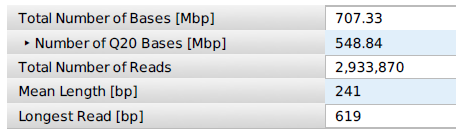 Total Number of Bases [Mbp] 707.33
‣ Number of Q20 Bases [Mbp] 548.84
Total Number of Reads 2,933,870
Mean Length [bp] 241
Longest Read [bp] 619